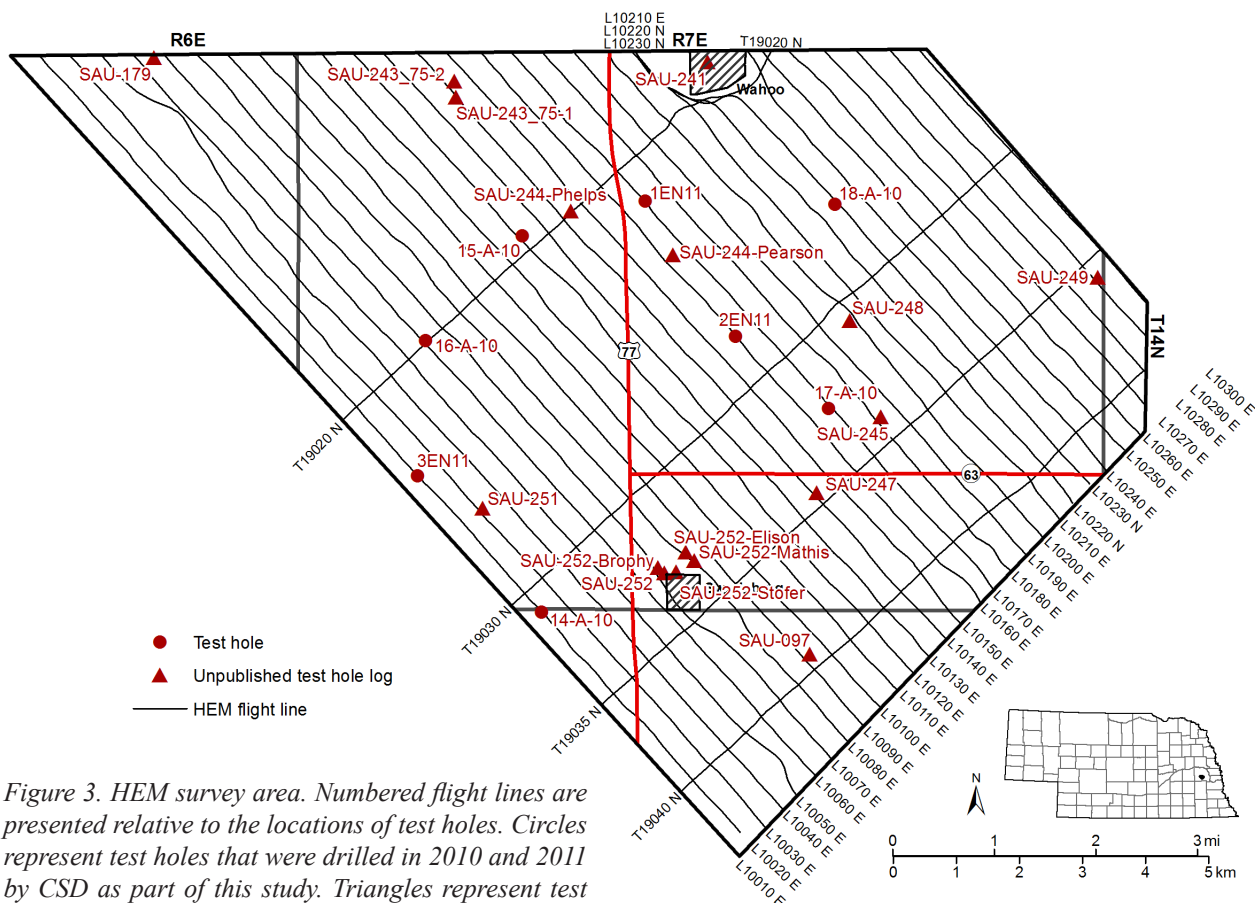 L10210 E
L10220 N
L10230 N
R6E
R7E
T19020 N
SAU-179
SAU-243_75-2
SAU-241
Wahoo
SAU-243_75-1
SAU-244-Phelps
1EN11
18-A-10
15-A-10
SAU-244-Pearson
SAU-249
SAU-248
2EN11
T14N
16-A-10
77
17-A-10
SAU-245
T19020 N
3EN11
63
SAU-247
SAU-251
SAU-252-Elison
SAU-252-Mathis
SAU-252-Brophy
SAU-252
SAU-252-Stofer
14-A-10
T19030 N
SAU-097
T19035 N
T19040 N
L10300 E
L10290 E
L10280 E
L10270 E
L10260 E
L10250 E
L10240 E
L10230 N
L10220 N
L10210 E
L10200 E
L10190 E
L10180 E
L10170 E
L10160 E
L10150 E
L10140 E
L10130 E
L10120 E
L10110 E
L10100 E
L10090 E
L10080 E
L10070 E
L10060 E
L10050 E
L10040 E
L10030 E
L10020 E
L10010 E
Test hole
Unpublished test hole log
HEM flight line
N
0 1 2 3 mi
0 1 2 3 4 5 km
Figure 3. HEM survey area. Numbered flight lines are
presented relative to the locations of test holes. Circles
represent test holes that were drilled in 2010 and 2011
by CSD as part of this study. Triangles represent test